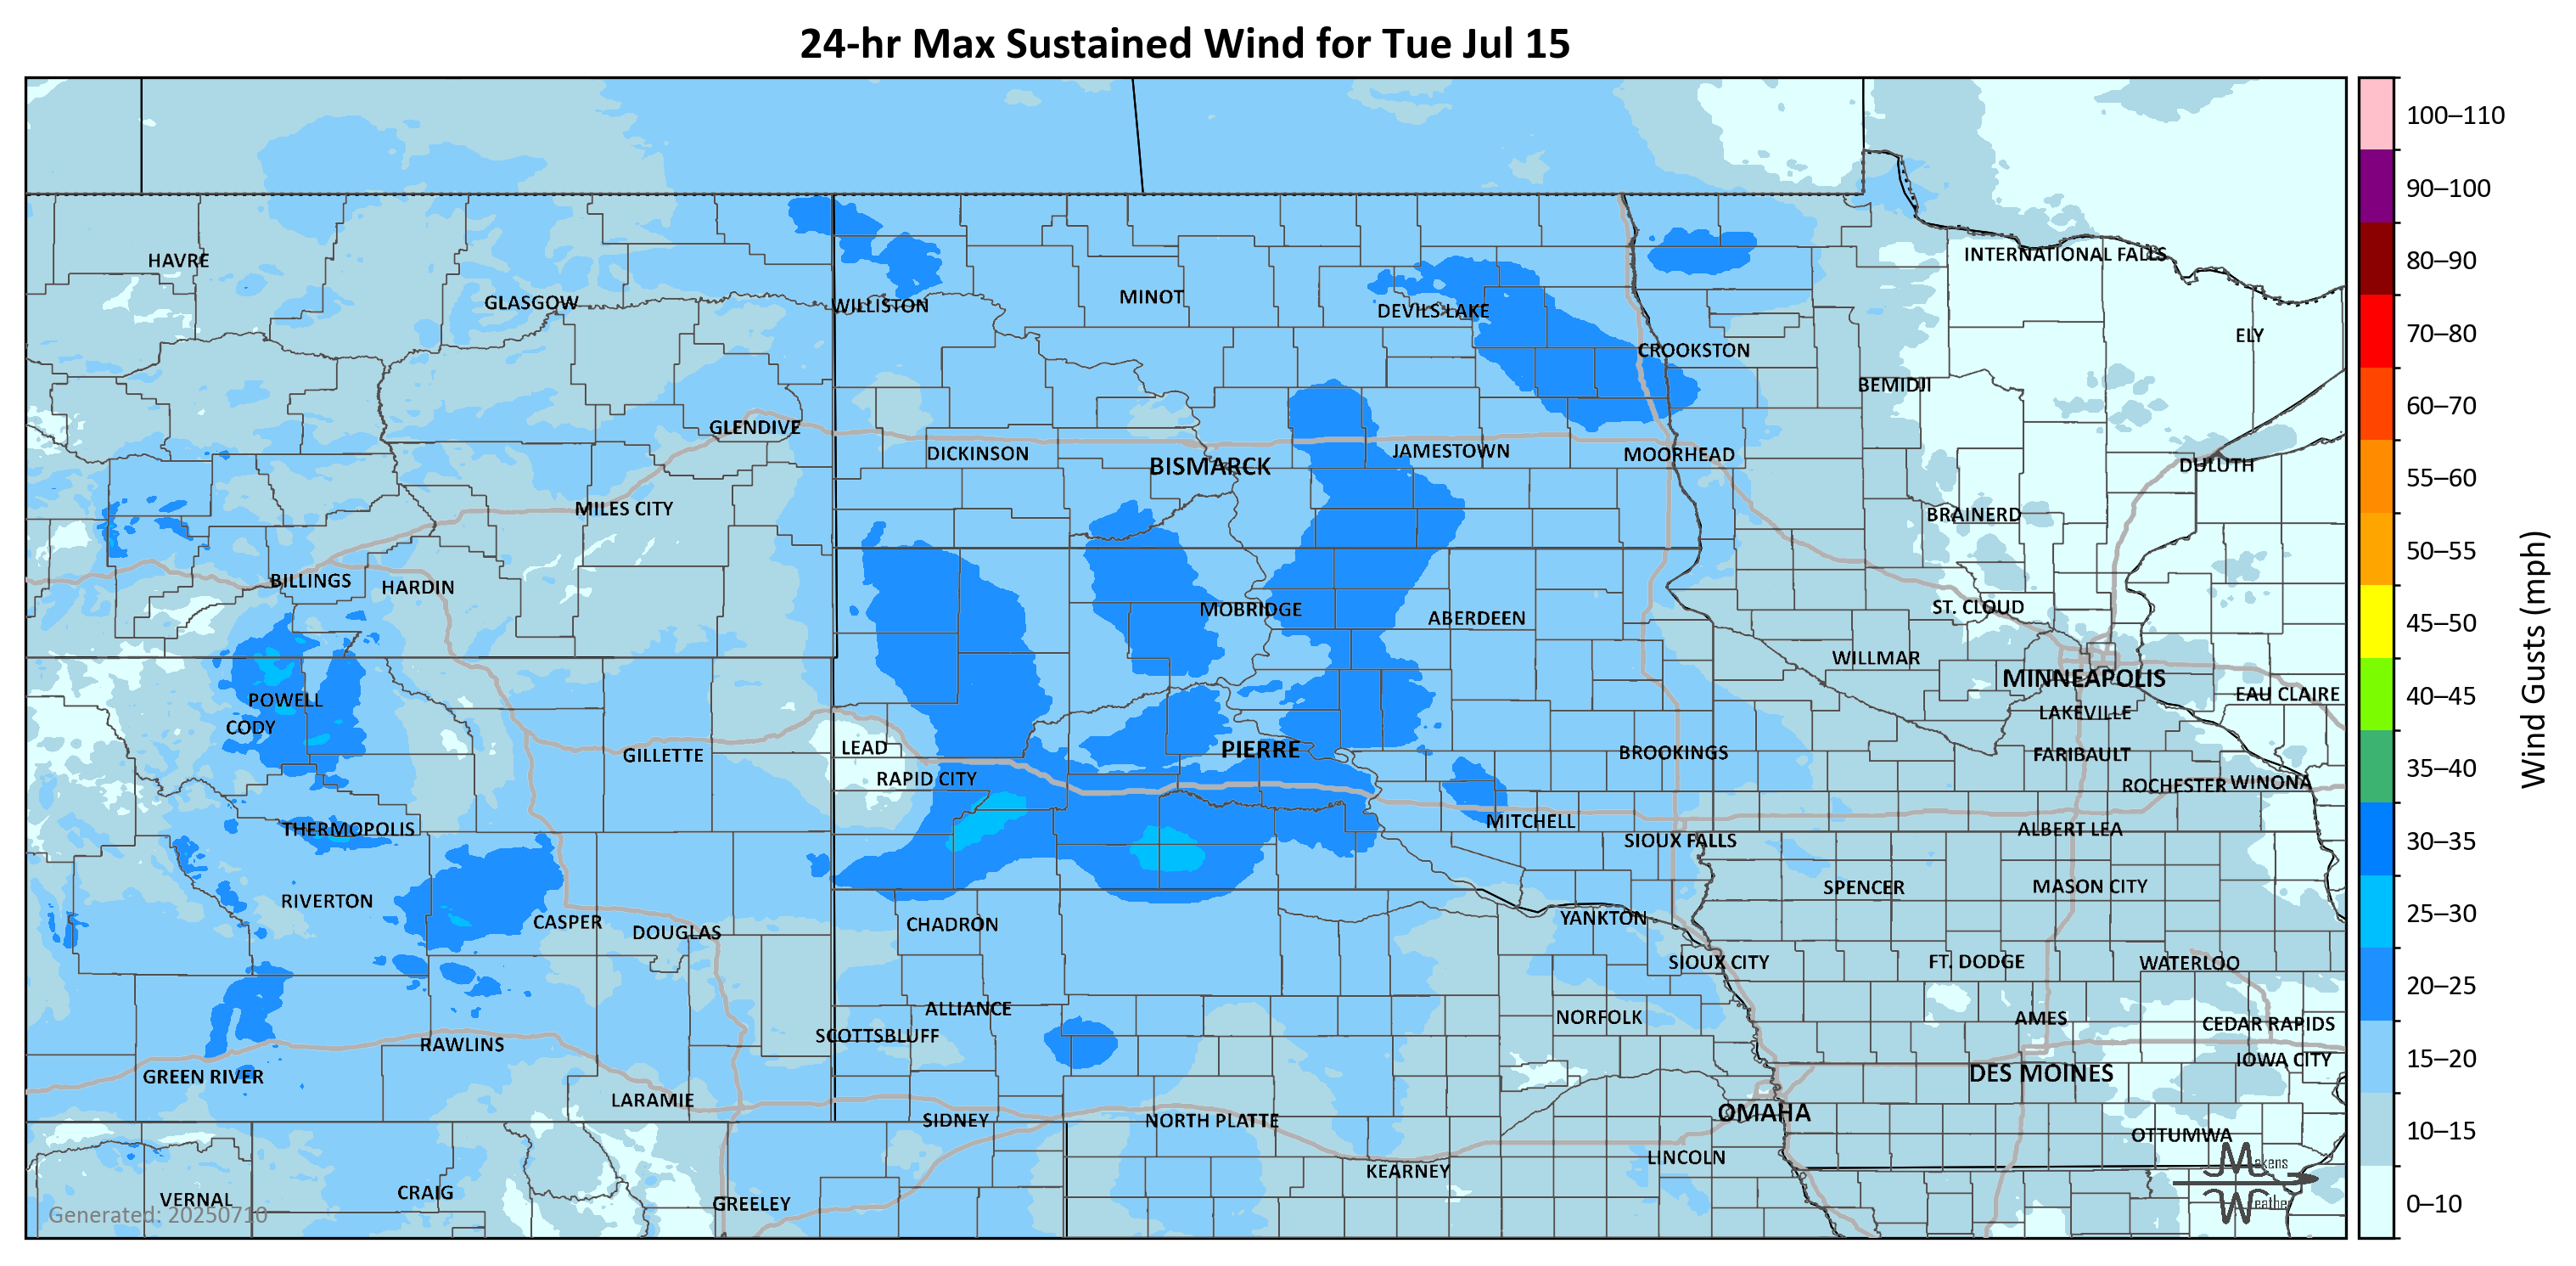 24-hr Max Sustained Wind for Tue Jul 15
100–110
90–100
80–90
70–80
60–70
55–60
50–55
45–50
40–45
35–40
30–35
25–30
20–25
15–20
10–15
0–10
Wind Gusts (mph)
HAVRE
GLASGOW
WILLISTON
MINOT
DEVILS LAKE
CROOKSTON
INTERNATIONAL FALLS
ELY
BEMIDJI
GLENDIVE
DICKINSON
BISMARCK
JAMESTOWN
MOORHEAD
DULUTH
MILES CITY
BRAINERD
BILLINGS
HARDIN
MOBRIDGE
ABERDEEN
ST. CLOUD
WILLMAR
MINNEAPOLIS
EAU CLAIRE
POWELL
CODY
LAKEVILLE
GILLETTE
LEAD
PIERRE
BROOKINGS
FARIBAULT
RAPID CITY
ROCHESTER
WINONA
THERMOPOLIS
MITCHELL
SIOUX FALLS
ALBERT LEA
RIVERTON
CASPER
DOUGLAS
CHADRON
YANKTON
SPENCER
MASON CITY
SIOUX CITY
FT. DODGE
WATERLOO
ALLIANCE
SCOTTSBLUFF
NORFOLK
AMES
CEDAR RAPIDS
RAWLINS
IOWA CITY
GREEN RIVER
DES MOINES
LARAMIE
SIDNEY
NORTH PLATTE
OMAHA
OTTUMWA
KEARNEY
LINCOLN
VERNAL
CRAIG
GREELEY
Generated: 20250710
Makens
Weather